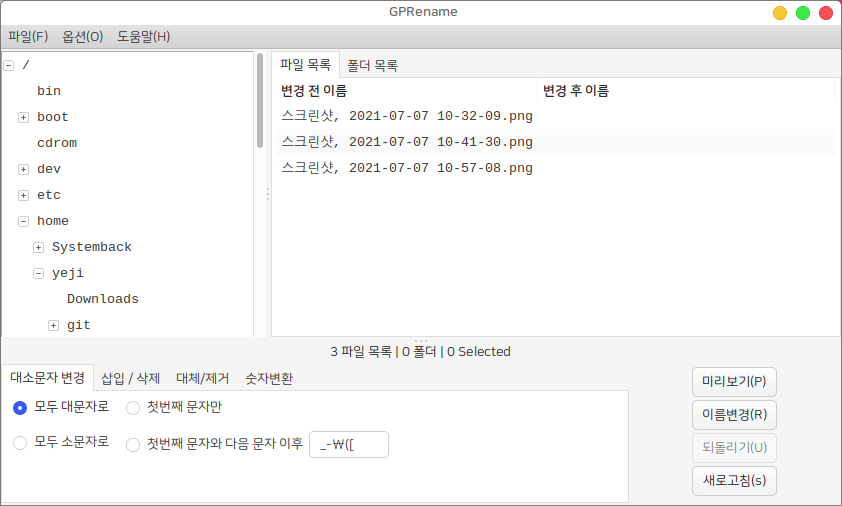 GPRename
파일(F) 옵션(O) 도움말(H)
/
bin
boot
cdrom
dev
etc
home
Systemback
yeji
Downloads
git
파일 목록 폴더 목록
변경 전 이름 변경 후 이름
스크린샷, 2021-07-07 10-32-09.png
스크린샷, 2021-07-07 10-41-30.png
스크린샷, 2021-07-07 10-57-08.png
3 파일 목록 | 0 폴더 | 0 Selected
대소문자 변경 삽입 / 삭제 대체/제거 숫자변환
모두 대문자로 첫번째 문자만
모두 소문자로 첫번째 문자와 다음 문자 이후 _-₩([
미리보기(P)
이름변경(R)
되돌리기(U)
새로고침(s)